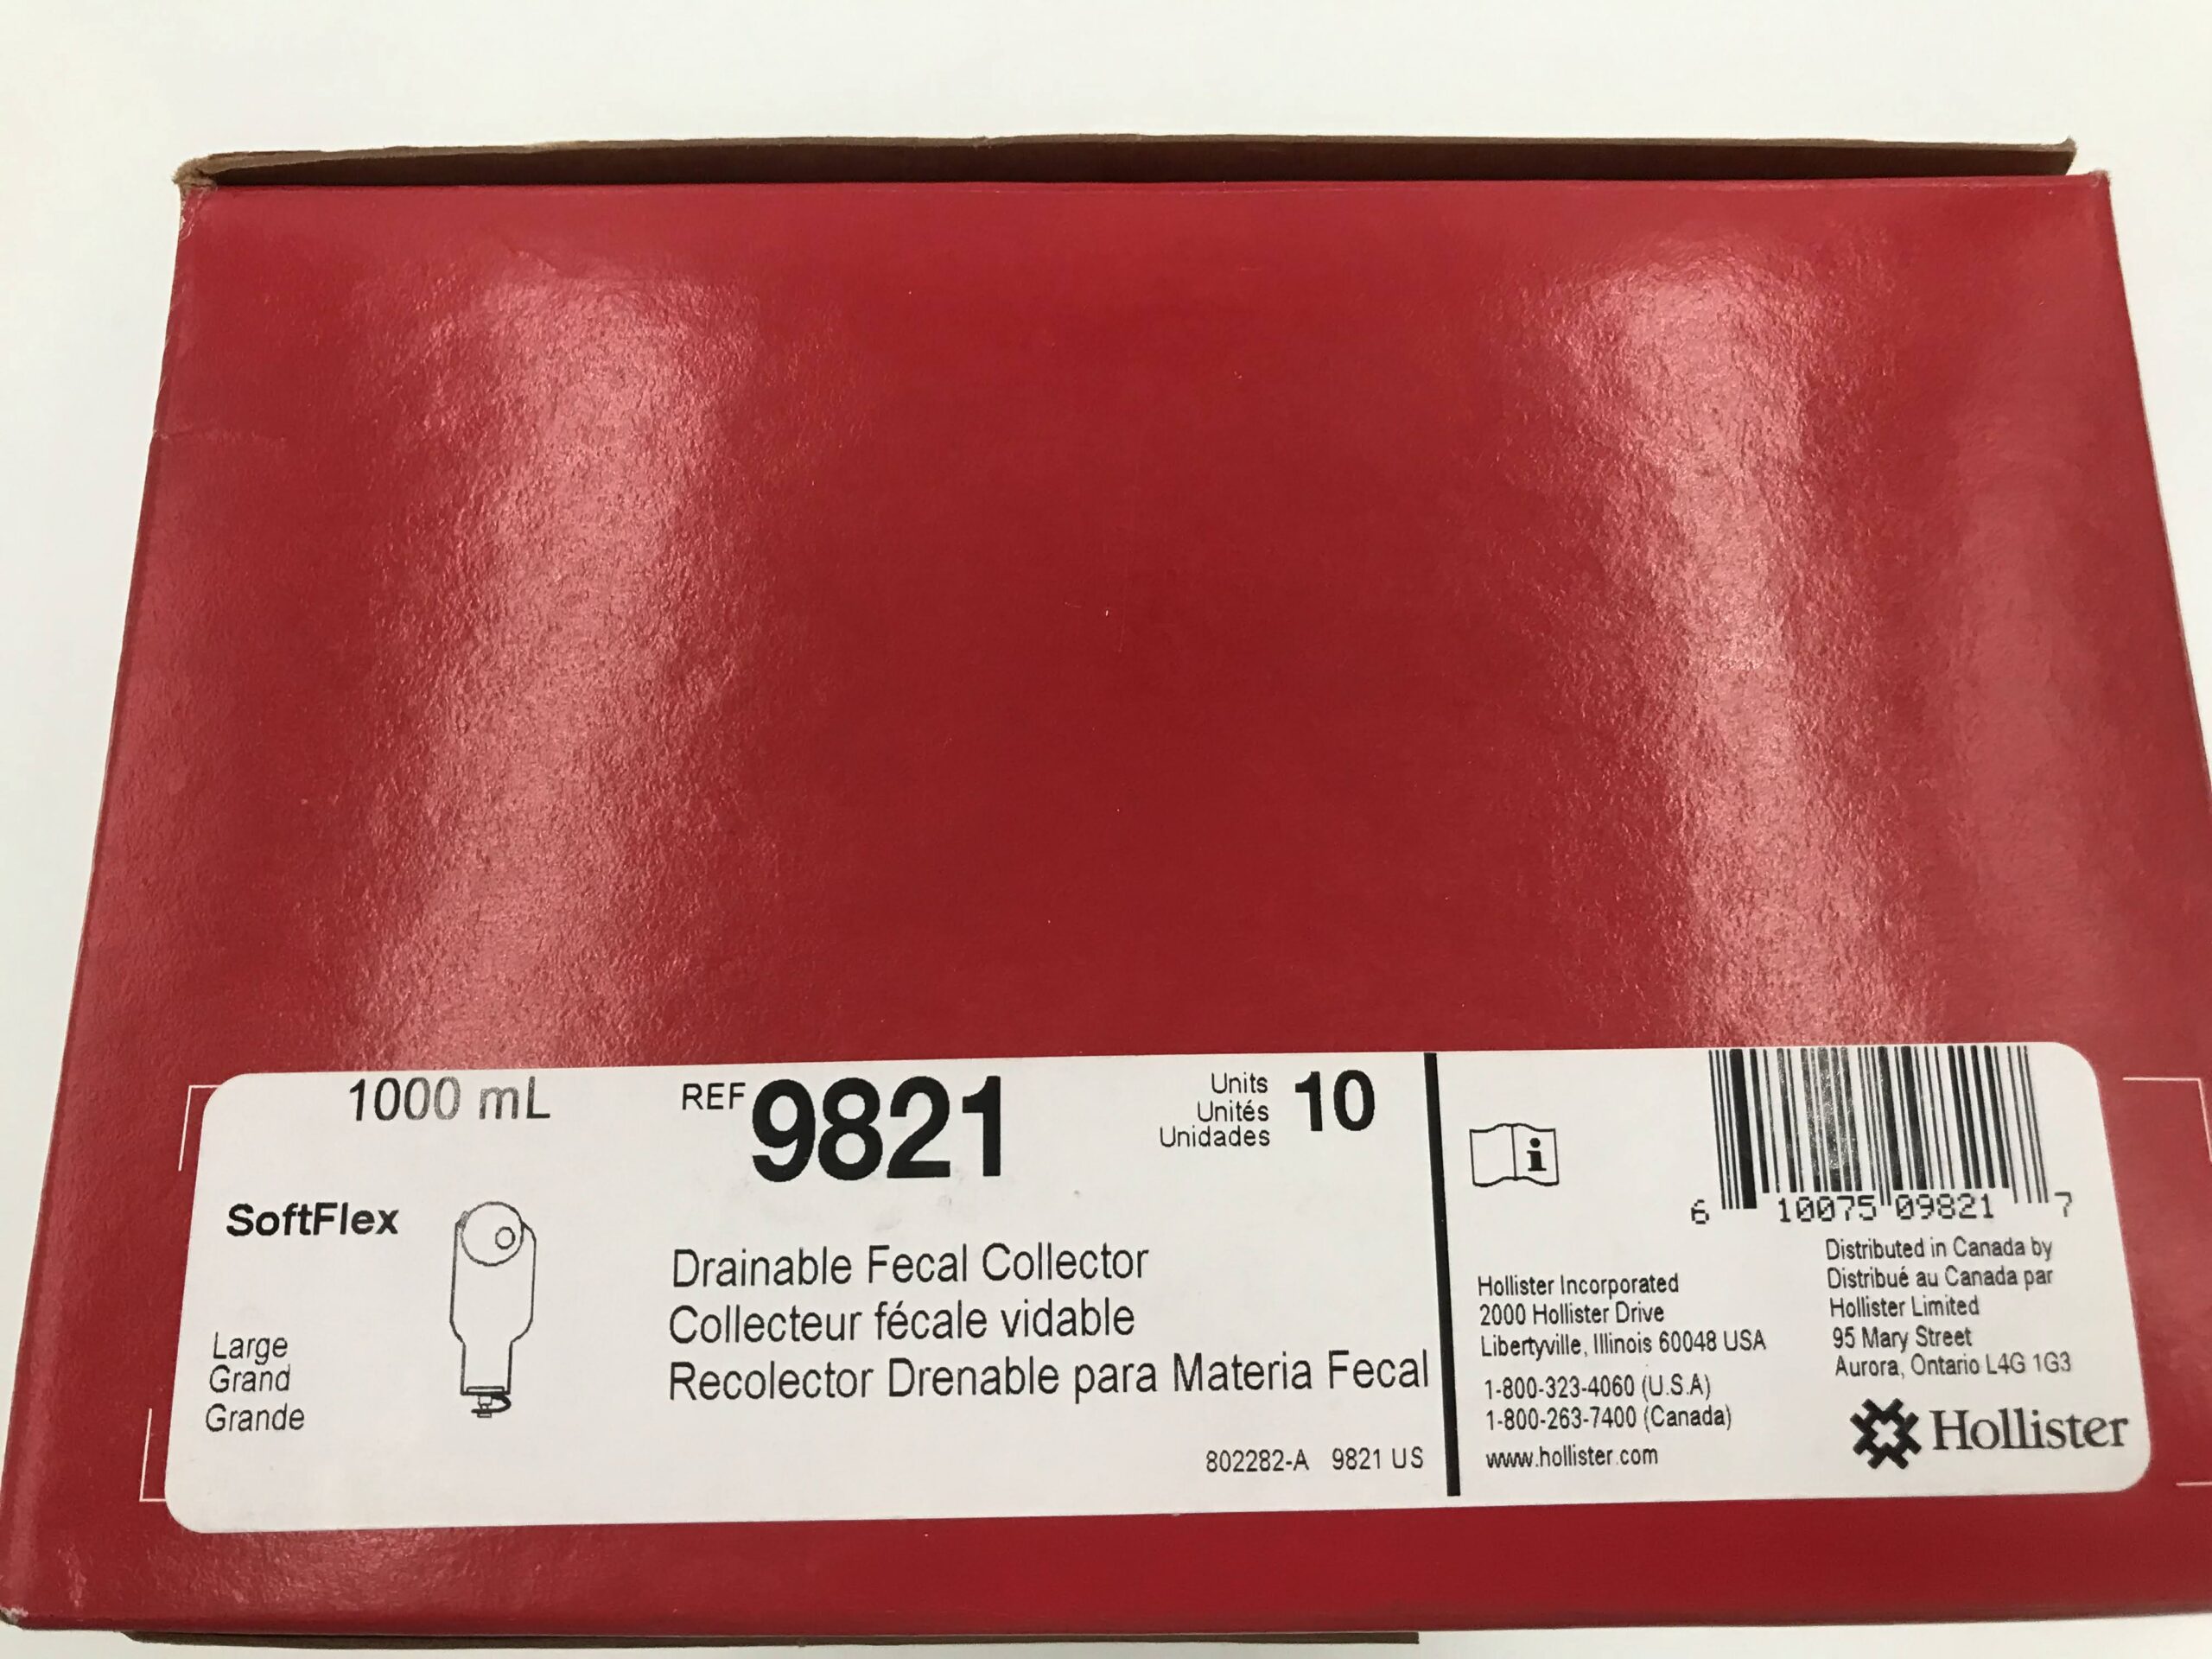 1000 mL
REF 9821
Units
Unités
Unidades
10
SoftFlex
Large
Grand
Grande
Drainable Fecal Collector
Collecteur fécale vidable
Recolector Drenable para Materia Fecal
802282-A 9821 US
i
6 10075 09821 7
Hollister Incorporated
2000 Hollister Drive
Libertyville, Illinois 60048 USA
1-800-323-4060 (U.S.A)
1-800-263-7400 (Canada)
www.hollister.com
Distributed in Canada by
Distribué au Canada par
Hollister Limited
95 Mary Street
Aurora, Ontario L4G 1G3
Hollister